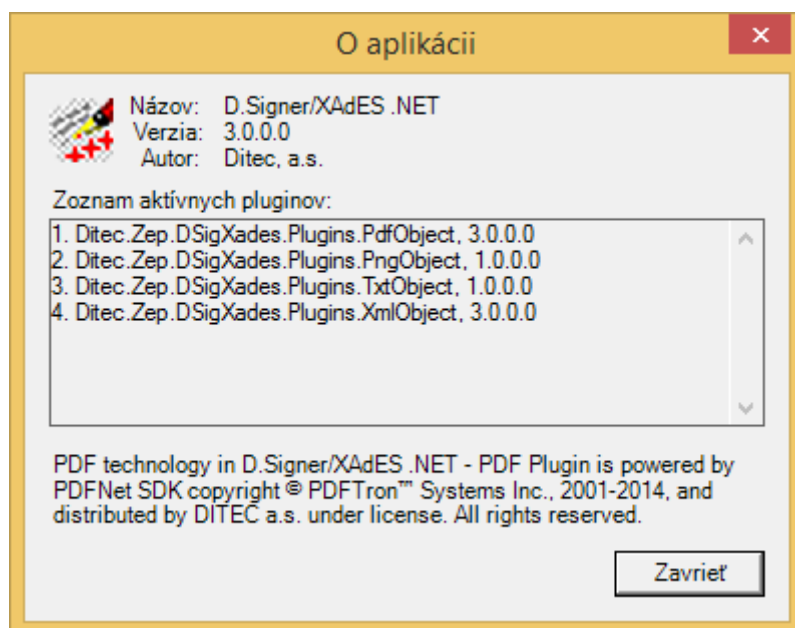 O aplikácii
Názov: D.Signer/XAdES .NET
Verzia: 3.0.0.0
Autor: Ditec, a.s.
Zoznam aktívnych pluginov:
1. Ditec.Zep.DSigXades.Plugins.PdfObject, 3.0.0.0
2. Ditec.Zep.DSigXades.Plugins.PngObject, 1.0.0.0
3. Ditec.Zep.DSigXades.Plugins.TxtObject, 1.0.0.0
4. Ditec.Zep.DSigXades.Plugins.XmlObject, 3.0.0.0
PDF technology in D.Signer/XAdES .NET - PDF Plugin is powered by
PDFNet SDK copyright © PDFTron™ Systems Inc., 2001-2014, and
distributed by DITEC a.s. under license. All rights reserved.
Zavrieť